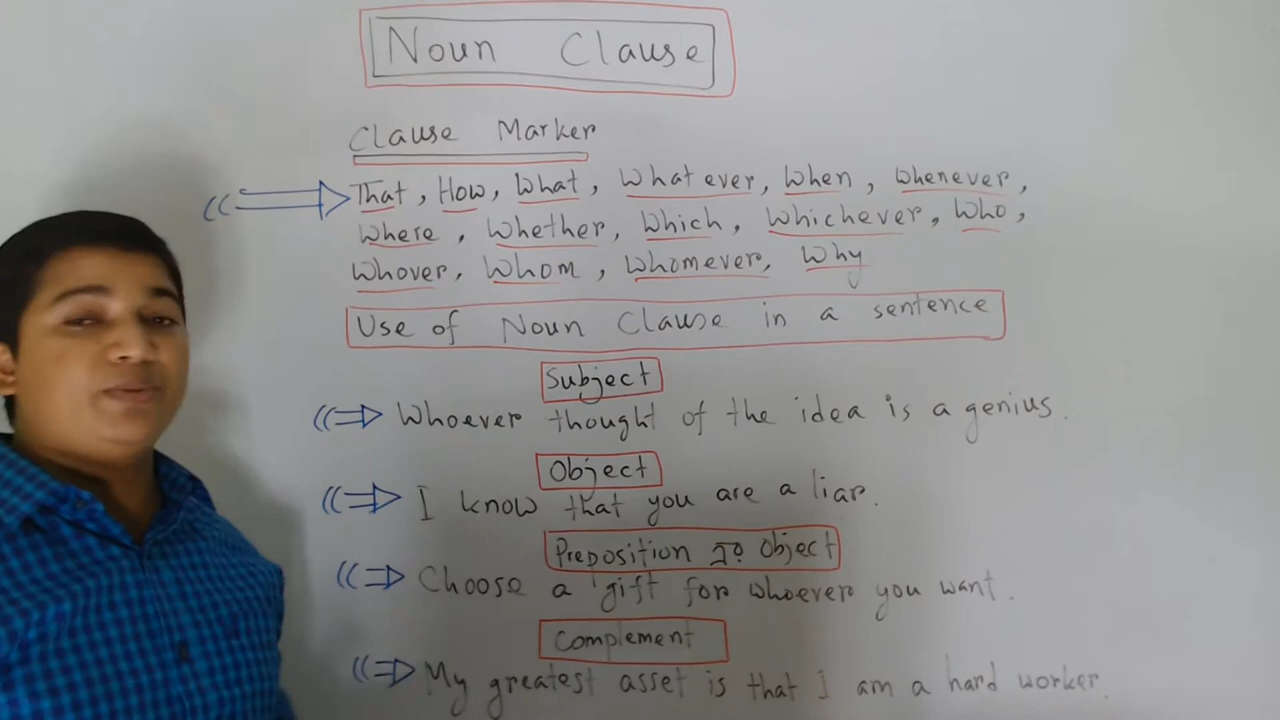 Noun Clause
Clause Marker
That, How, What, Whatever, When, Whenever,
Where, Whether, Which, Whichever, Who,
Whover, Whom, Whomever, Why
Use of Noun Clause in a sentence
Subject
Whoever thought of the idea is a genius.
Object
I know that you are a liar.
Preposition এর Object
Choose a gift for whoever you want.
Complement
My greatest asset is that I am a hard worker.